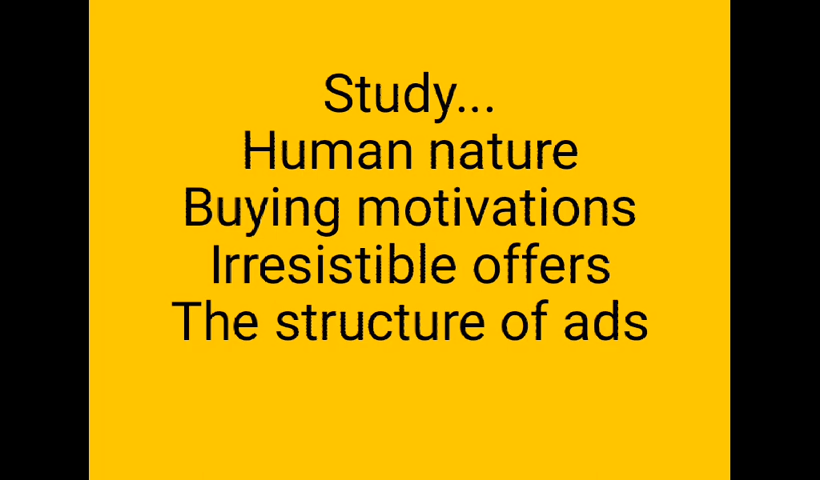 Study...
Human nature
Buying motivations
Irresistible offers
The structure of ads